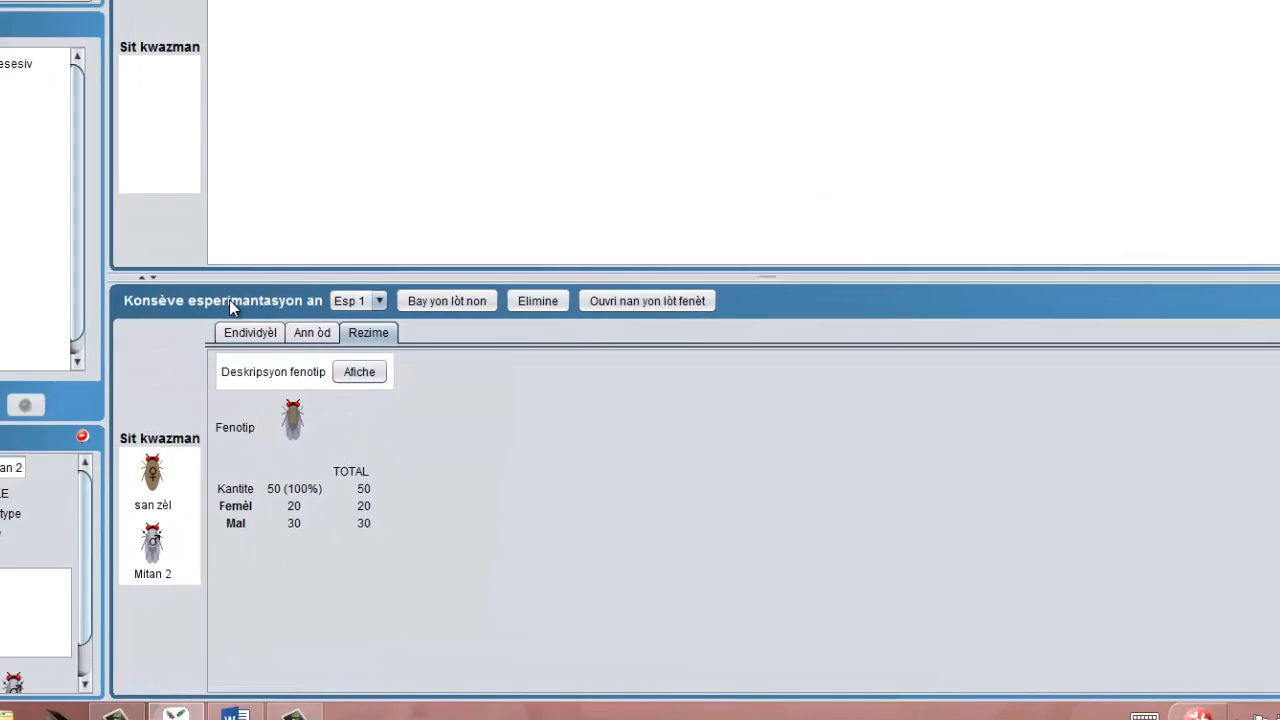 esesiv
Sit kwazman
Konsève esperimantasyon an Esp 1 Bay yon lòt non Elimine Ouvri nan yon lòt fenèt
Endividyèl Ann òd Rezime
Deskripsyon fenotip Afiche
Fenotip
Sit kwazman
san zèl
Mitan 2
TOTAL
Kantite 50 (100%) 50
Femèl 20 20
Mal 30 30
an 2
KE
type